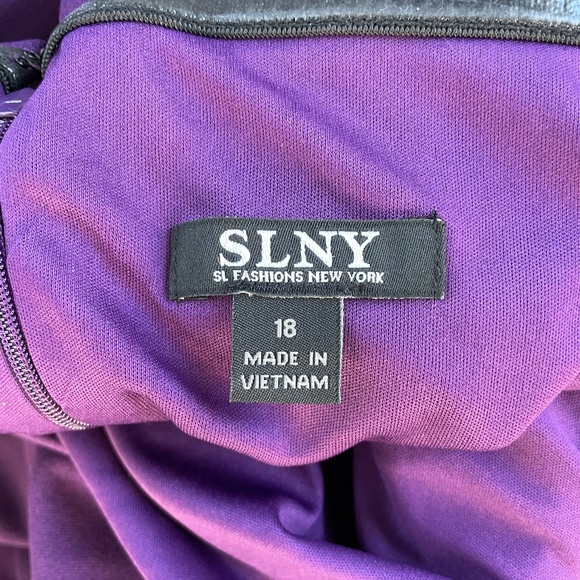 SLNY
SL FASHIONS NEW YORK
18
MADE IN
VIETNAM